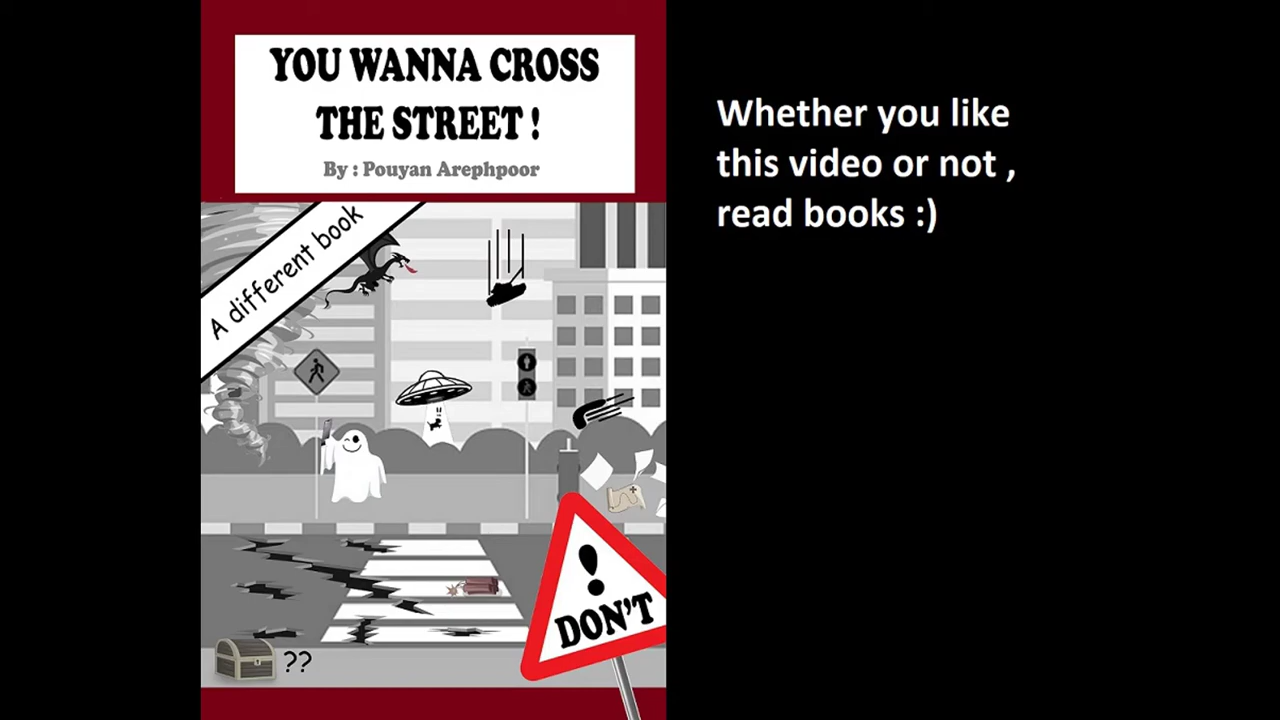 YOU WANNA CROSS
THE STREET !
By : Pouyan Arephpoor
A different book
!
DON'T
??
Whether you like
this video or not ,
read books :)